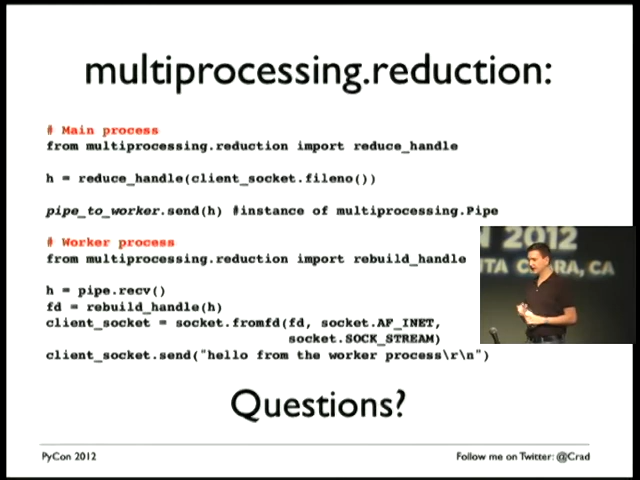 multiprocessing.reduction:
# Main process
from multiprocessing.reduction import reduce_handle
h = reduce_handle(client_socket.fileno())
pipe_to_worker.send(h) #instance of multiprocessing.Pipe
# Worker process
from multiprocessing.reduction import rebuild_handle
h = pipe.recv()
fd = rebuild_handle(h)
client_socket = socket.fromfd(fd, socket.AF_INET,
socket.SOCK_STREAM)
client_socket.send("hello from the worker process\r\n")
2012
CA
Questions?
PyCon 2012
Follow me on Twitter: @Crad